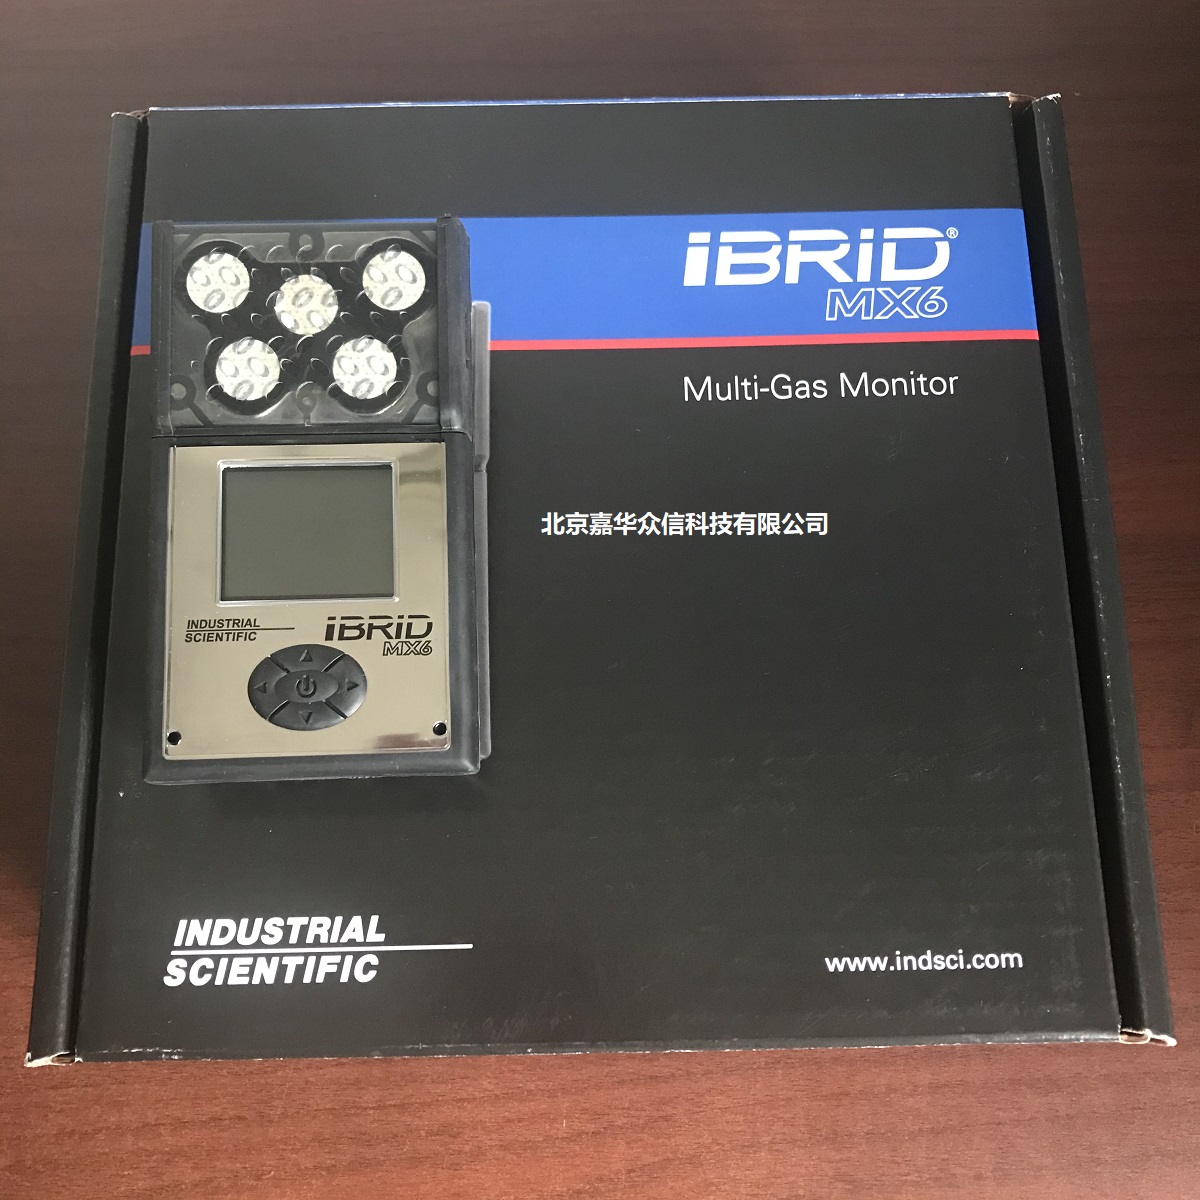 iBRiD®
MX6
Multi-Gas Monitor
北京嘉华众信科技有限公司
INDUSTRIAL
SCIENTIFIC
iBRiD
MX6
INDUSTRIAL
SCIENTIFIC
www.indsci.com